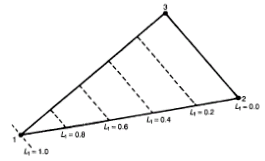 3
2
L₁ = 0.0
L₁ = 0.2
L₁ = 0.4
L₁ = 0.6
L₁ = 0.8
1
L₁ = 1.0